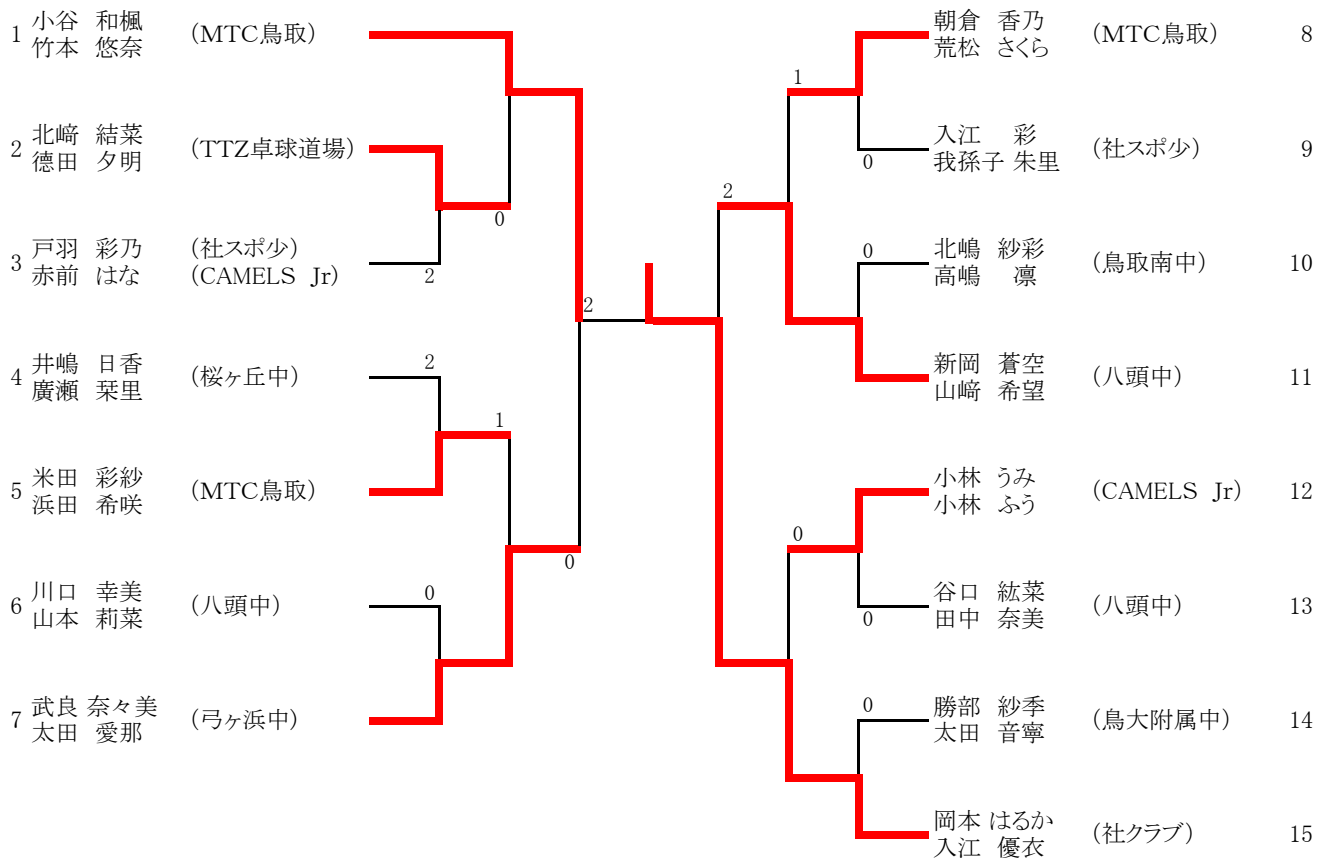 1 小谷 和楓 (MTC鳥取)
竹本 悠奈
2 北﨑 結菜 (TTZ卓球道場)
德田 夕明
0
3 戸羽 彩乃 (社スポ少)
赤前 はな (CAMELS Jr)
2
2
4 井嶋 日香 (桜ヶ丘中)
廣瀬 栞里
2
1
5 米田 彩紗 (MTC鳥取)
浜田 希咲
0
6 川口 幸美 (八頭中)
山本 莉菜
0
7 武良 奈々美 (弓ヶ浜中)
太田 愛那
朝倉 香乃 (MTC鳥取) 8
荒松 さくら
1
入江 彩 (社スポ少) 9
我孫子 朱里
0
2
北嶋 紗彩 (鳥取南中) 10
高嶋 凛
0
新岡 蒼空 (八頭中) 11
山﨑 希望
小林 うみ (CAMELS Jr) 12
小林 ふう
0
谷口 紘菜 (八頭中) 13
田中 奈美
0
勝部 紗季 (鳥大附属中) 14
太田 音寧
0
岡本 はるか (社クラブ) 15
入江 優衣